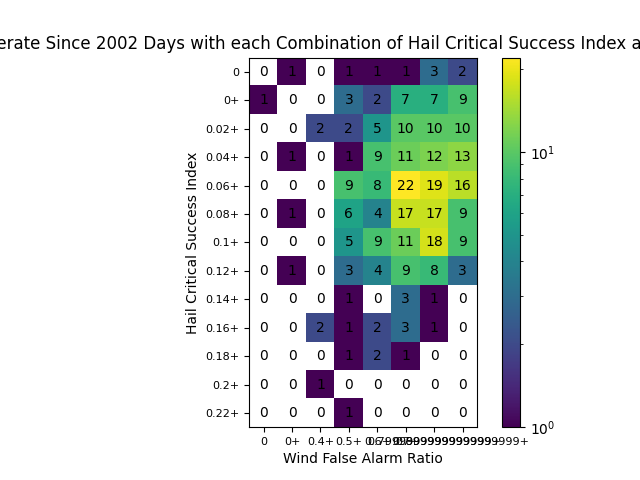 erate Since 2002 Days with each Combination of Hail Critical Success Index a
0 0 1 0 1 1 1 3 2
0+ 1 0 0 3 2 7 7 9
0.02+ 0 0 2 2 5 10 10 10
0.04+ 0 1 0 1 9 11 12 13
0.06+ 0 0 0 9 8 22 19 16
0.08+ 0 1 0 6 4 17 17 9
0.1+ 0 0 0 5 9 11 18 9
0.12+ 0 1 0 3 4 9 8 3
0.14+ 0 0 0 1 0 3 1 0
0.16+ 0 0 2 1 2 3 1 0
0.18+ 0 0 0 1 2 1 0 0
0.2+ 0 0 1 0 0 0 0 0
0.22+ 0 0 0 1 0 0 0 0
0 0+ 0.4+ 0.5+
Wind False Alarm Ratio
Hail Critical Success Index
10^1
10^0